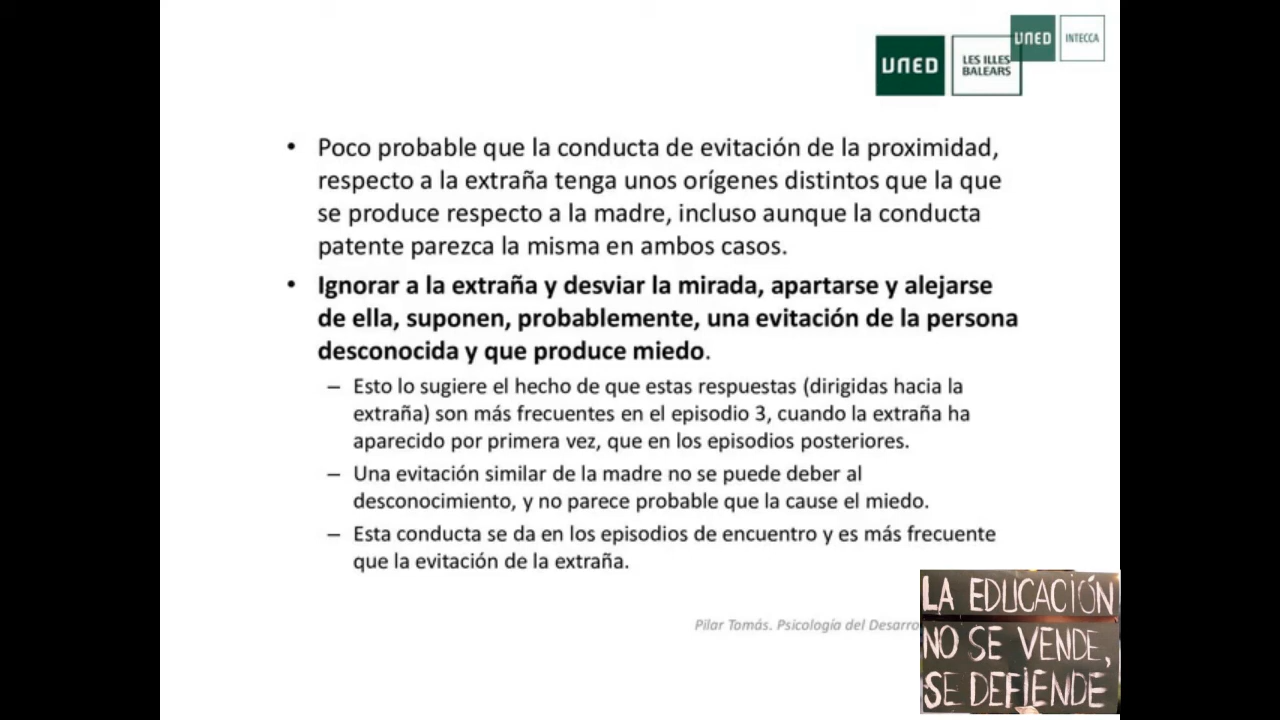 UNED
INTECCA
UNED
LES ILLES
BALEARS
• Poco probable que la conducta de evitación de la proximidad,
respecto a la extraña tenga unos orígenes distintos que la que
se produce respecto a la madre, incluso aunque la conducta
patente parezca la misma en ambos casos.
• Ignorar a la extraña y desviar la mirada, apartarse y alejarse
de ella, suponen, probablemente, una evitación de la persona
desconocida y que produce miedo.
– Esto lo sugiere el hecho de que estas respuestas (dirigidas hacia la
extraña) son más frecuentes en el episodio 3, cuando la extraña ha
aparecido por primera vez, que en los episodios posteriores.
– Una evitación similar de la madre no se puede deber al
desconocimiento, y no parece probable que la cause el miedo.
– Esta conducta se da en los episodios de encuentro y es más frecuente
que la evitación de la extraña.
Pilar Tomás. Psicología del Desarro
LA EDUCACIÓN
NO SE VENDE,
SE DEFIENDE